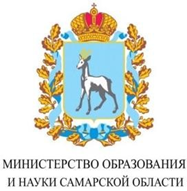 МИНИСТЕРСТВО ОБРАЗОВАНИЯ
И НАУКИ САМАРСКОЙ ОБЛАСТИ